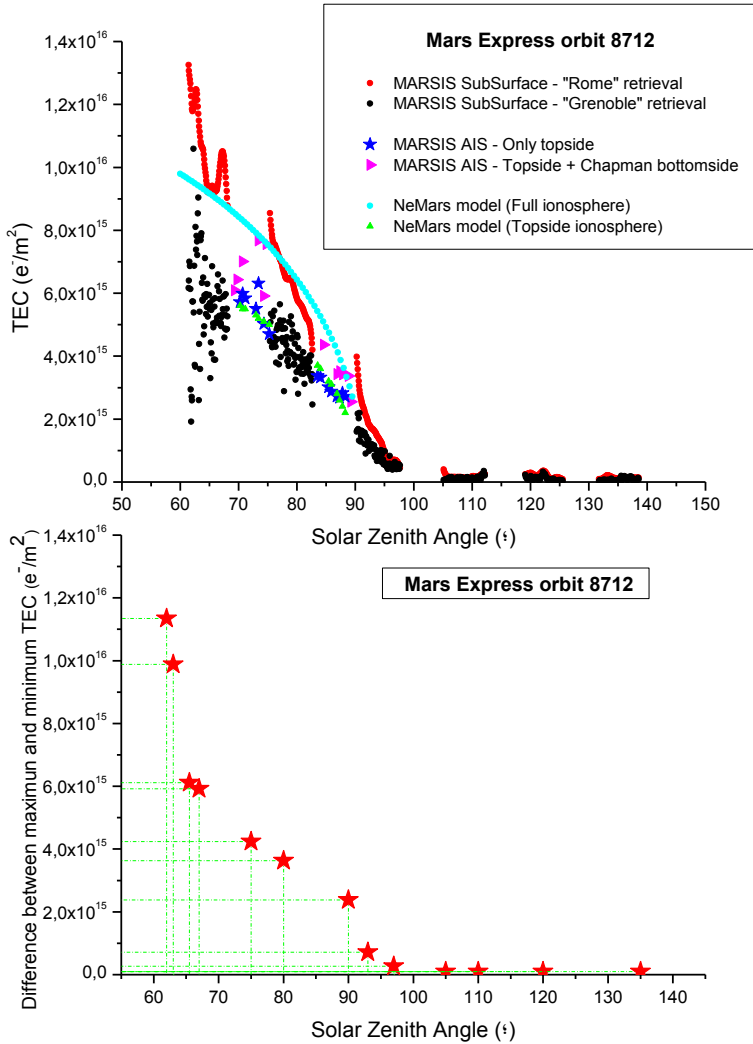 Mars Express orbit 8712
MARSIS SubSurface - "Rome" retrieval
MARSIS SubSurface - "Grenoble" retrieval
MARSIS AIS - Only topside
MARSIS AIS - Topside + Chapman bottomside
NeMars model (Full ionosphere)
NeMars model (Topside ionosphere)
TEC (e⁻/m²)
1,4x10¹⁶
1,2x10¹⁶
1,0x10¹⁶
8,0x10¹⁵
6,0x10¹⁵
4,0x10¹⁵
2,0x10¹⁵
0,0
50 60 70 80 90 100 110 120 130 140 150
Solar Zenith Angle (؛)
Mars Express orbit 8712
Difference between maximun and minimum TEC (e⁻/m²)
1,4x10¹⁶
1,2x10¹⁶
1,0x10¹⁶
8,0x10¹⁵
6,0x10¹⁵
4,0x10¹⁵
2,0x10¹⁵
0,0
60 70 80 90 100 110 120 130 140
Solar Zenith Angle (؛)